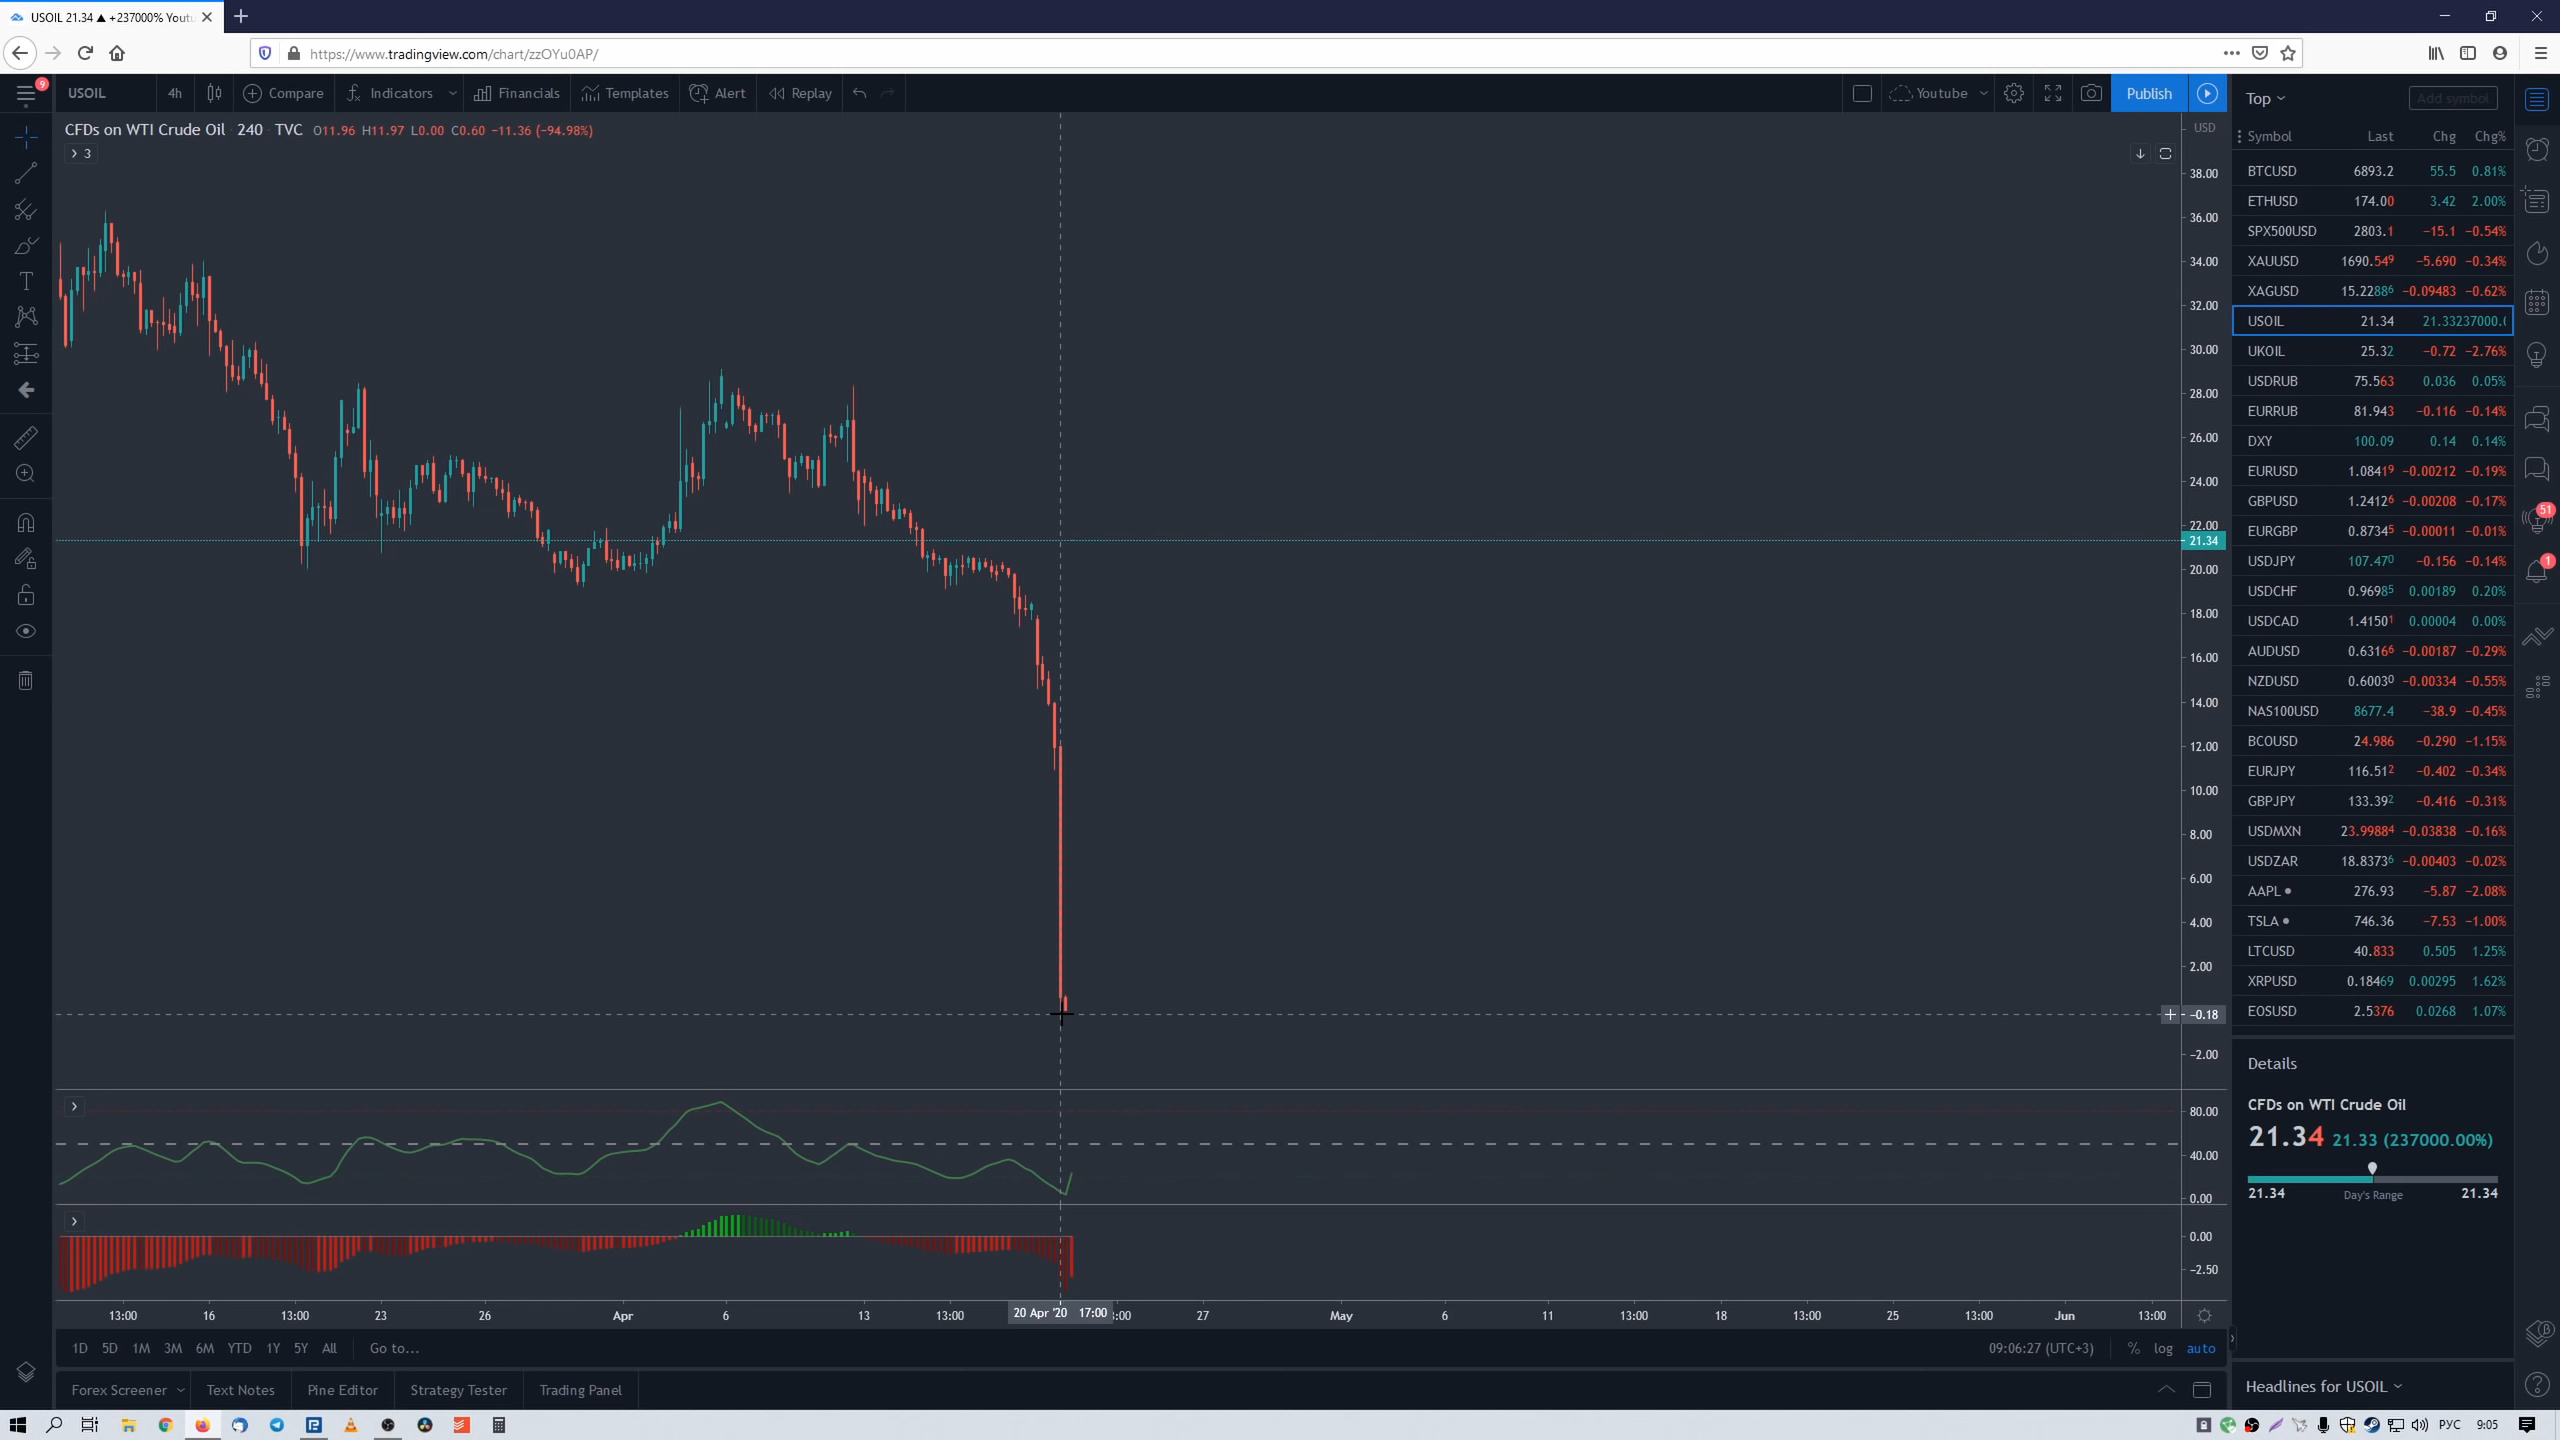 USOIL 21.34 ▲ +237000% Youtu
https://www.tradingview.com/chart/zzOYu0AP/
9
USOIL 4h Compare Indicators Financials Templates Alert Replay Youtube Publish
CFDs on WTI Crude Oil 240 TVC O11.96 H11.97 L0.00 C0.60 −11.36 (−94.98%)
3
USD
38.00
36.00
34.00
32.00
30.00
28.00
26.00
24.00
22.00
21.34
20.00
18.00
16.00
14.00
12.00
10.00
8.00
6.00
4.00
2.00
−0.18
−2.00
80.00
40.00
0.00
0.00
−2.50
13:00 16 13:00 23 26 Apr 6 13 13:00 20 Apr '20 17:00 :00 27 May 6 11 13:00 18 13:00 25 13:00 Jun 13:00
1D 5D 1M 3M 6M YTD 1Y 5Y All Go to... 09:06:27 (UTC+3) % log auto
Forex Screener Text Notes Pine Editor Strategy Tester Trading Panel
Top Add symbol
Symbol Last Chg Chg%
BTCUSD 6893.2 55.5 0.81%
ETHUSD 174.00 3.42 2.00%
SPX500USD 2803.1 −15.1 −0.54%
XAUUSD 1690.549 −5.690 −0.34%
XAGUSD 15.22886 −0.09483 −0.62%
USOIL 21.34 21.33 237000.(
UKOIL 25.32 −0.72 −2.76%
USDRUB 75.563 0.036 0.05%
EURRUB 81.943 −0.116 −0.14%
DXY 100.09 0.14 0.14%
EURUSD 1.08419 −0.00212 −0.19%
GBPUSD 1.24126 −0.00208 −0.17%
EURGBP 0.87345 −0.00011 −0.01%
USDJPY 107.470 −0.156 −0.14%
USDCHF 0.96985 0.00189 0.20%
USDCAD 1.41501 0.00004 0.00%
AUDUSD 0.63166 −0.00187 −0.29%
NZDUSD 0.60030 −0.00334 −0.55%
NAS100USD 8677.4 −38.9 −0.45%
BCOUSD 24.986 −0.290 −1.15%
EURJPY 116.512 −0.402 −0.34%
GBPJPY 133.392 −0.416 −0.31%
USDMXN 23.99884 −0.03838 −0.16%
USDZAR 18.83736 −0.00403 −0.02%
AAPL 276.93 −5.87 −2.08%
TSLA 746.36 −7.53 −1.00%
LTCUSD 40.833 0.505 1.25%
XRPUSD 0.18469 0.00295 1.62%
EOSUSD 2.5376 0.0268 1.07%
51
1
Details
CFDs on WTI Crude Oil
21.34 21.33 (237000.00%)
21.34 Day's Range 21.34
Headlines for USOIL
РУС 9:05